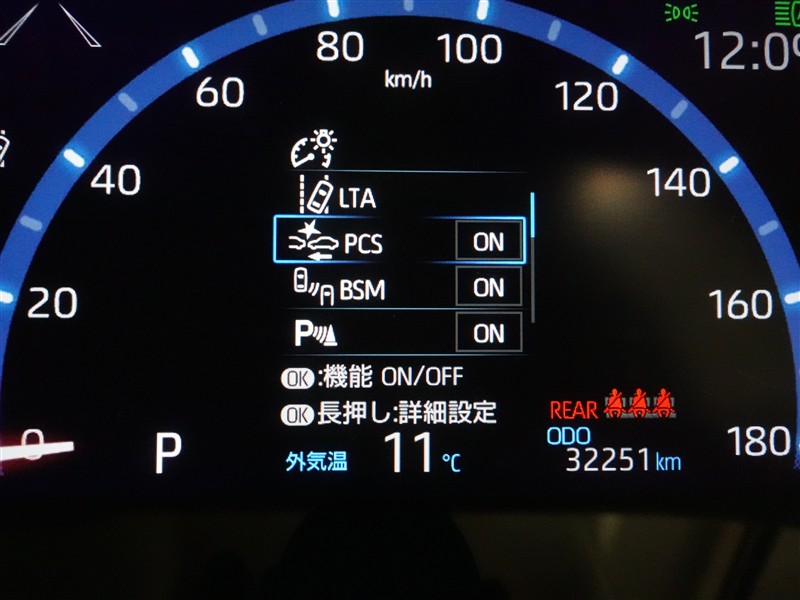 80
100
km/h
12:0
60
120
40
140
LTA
PCS ON
BSM ON
20
160
P ON
OK:機能 ON/OFF
OK長押し:詳細設定
REAR
ODO
0
P
外気温 11℃
32251km
180